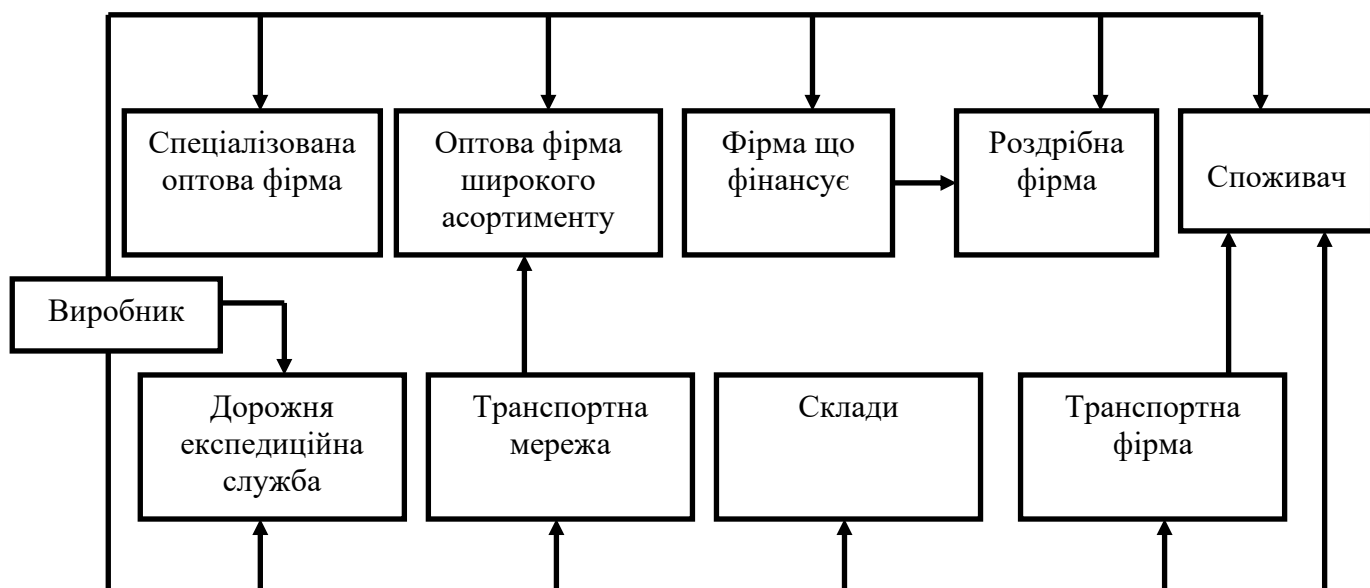 Спеціалізована
оптова фірма
Оптова фірма
широкого
асортименту
Фірма що
фінансує
Роздрібна
фірма
Споживач
Виробник
Дорожня
експедиційна
служба
Транспортна
мережа
Склади
Транспортна
фірма